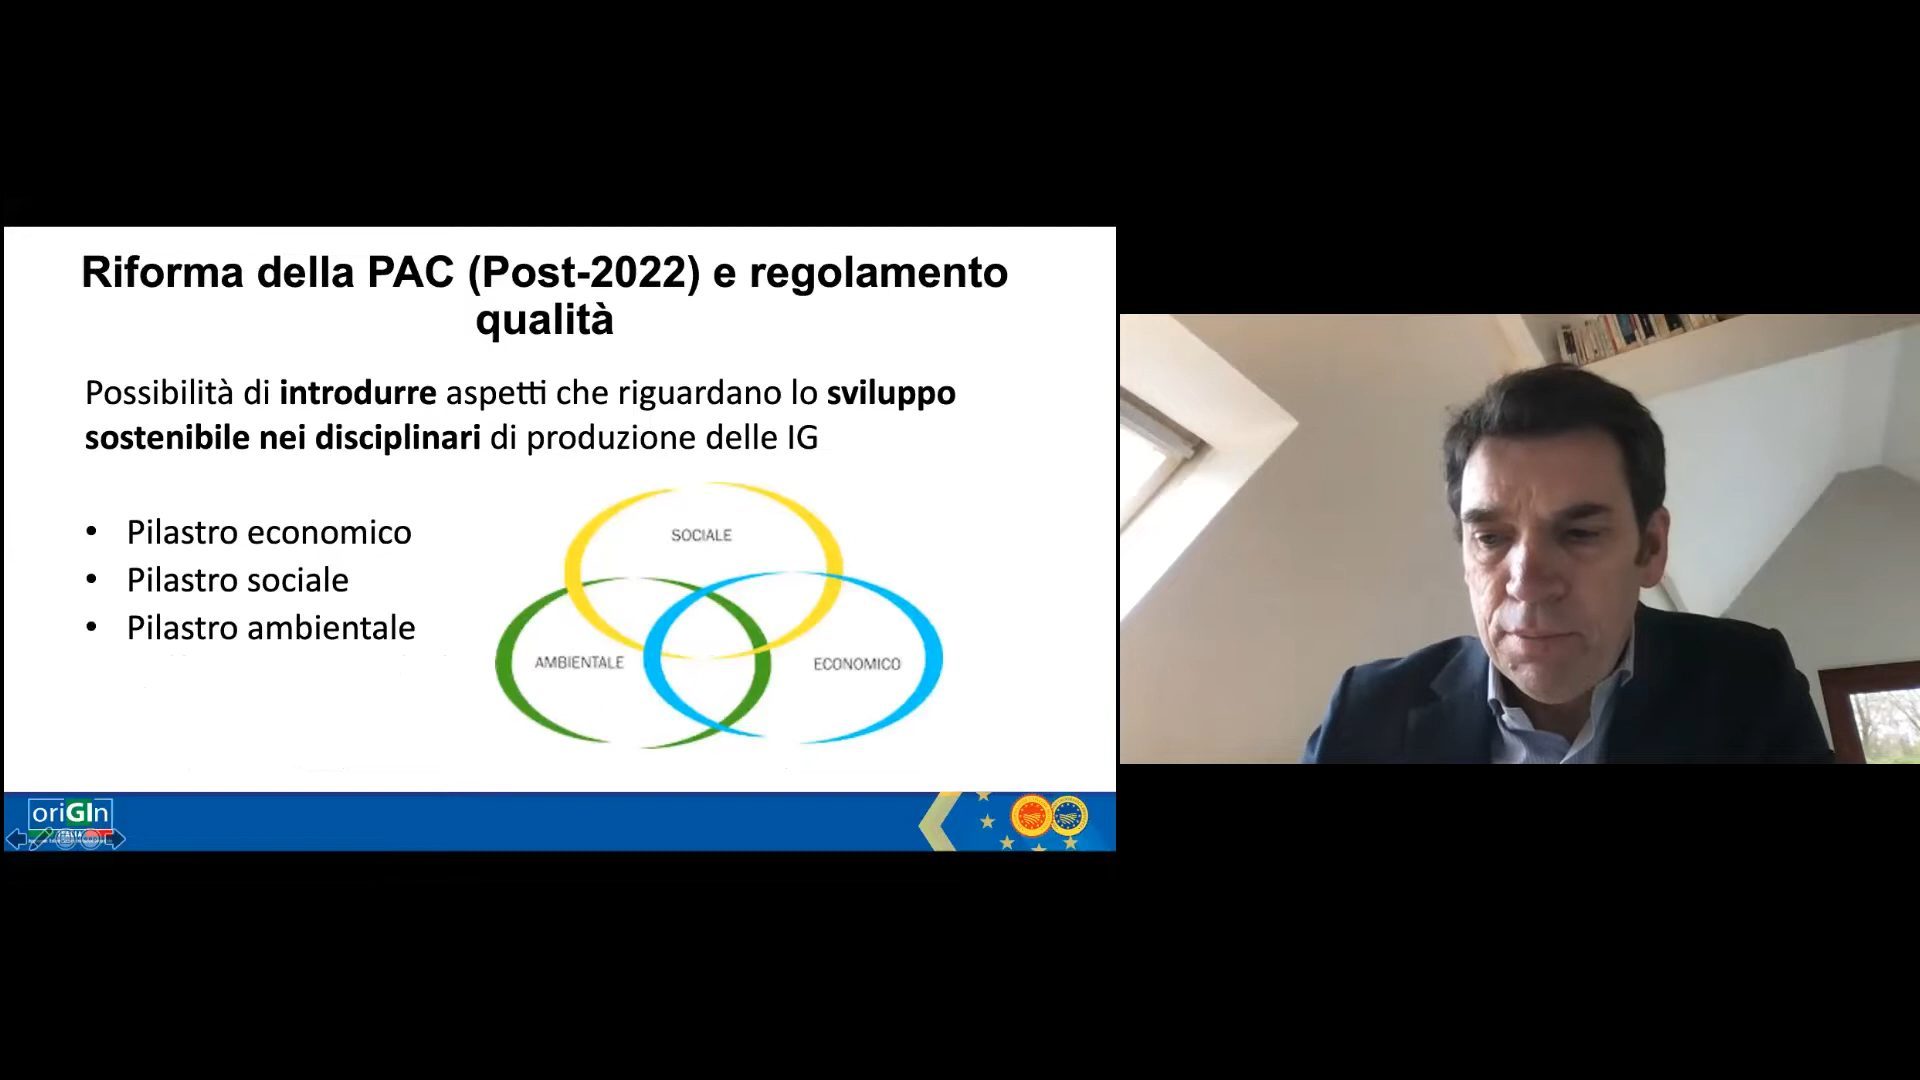 Riforma della PAC (Post-2022) e regolamento
qualità
Possibilità di introdurre aspetti che riguardano lo sviluppo
sostenibile nei disciplinari di produzione delle IG
• Pilastro economico
• Pilastro sociale
• Pilastro ambientale
SOCIALE
AMBIENTALE
ECONOMICO
oriGIn
ITALIA